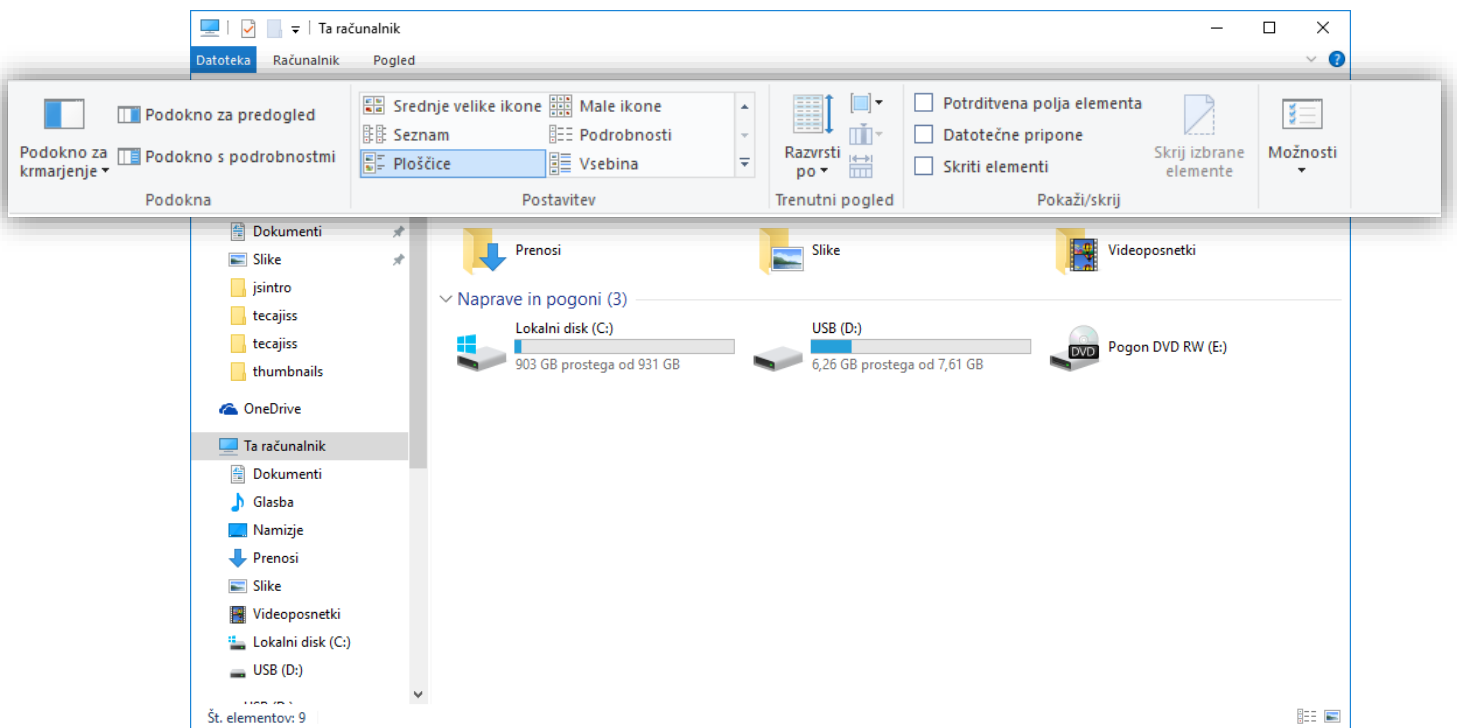 Ta računalnik
Datoteka Računalnik Pogled
Podokno za krmarjenje
Podokno za predogled
Podokno s podrobnostmi
Podokna
Srednje velike ikone Male ikone
Seznam Podrobnosti
Ploščice Vsebina
Postavitev
Razvrsti po
Trenutni pogled
Potrditvena polja elementa
Datotečne pripone
Skriti elementi
Skrij izbrane elemente
Pokaži/skrij
Možnosti
Dokumenti
Slike
jsintro
tecajiss
tecajiss
thumbnails
OneDrive
Ta računalnik
Dokumenti
Glasba
Namizje
Prenosi
Slike
Videoposnetki
Lokalni disk (C:)
USB (D:)
Prenosi Slike Videoposnetki
Naprave in pogoni (3)
Lokalni disk (C:)
903 GB prostega od 931 GB
USB (D:)
6,26 GB prostega od 7,61 GB
DVD
Pogon DVD RW (E:)
Št. elementov: 9